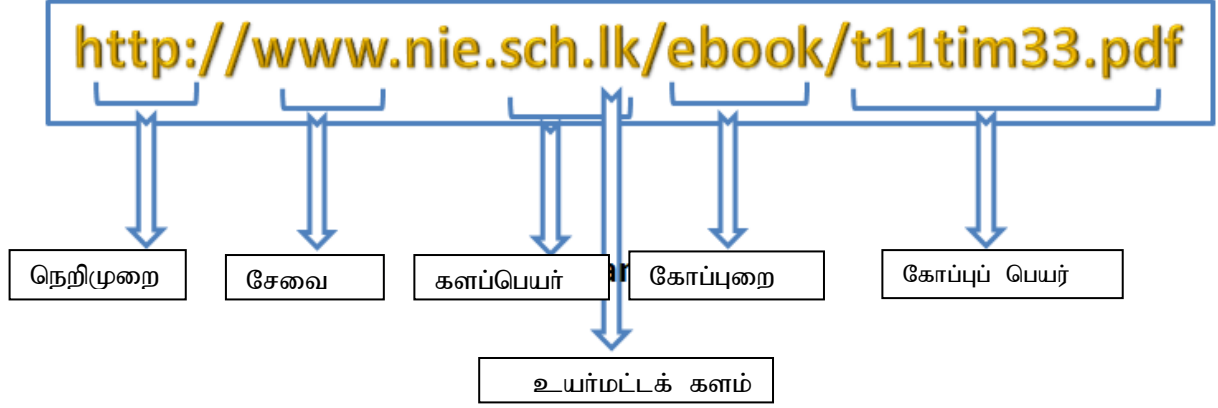 http://www.nie.sch.lk/ebook/t11tim33.pdf
நெறிமுறை சேவை களப்பெயர் கோப்புறை கோப்புப் பெயர்
உயர்மட்டக் களம்